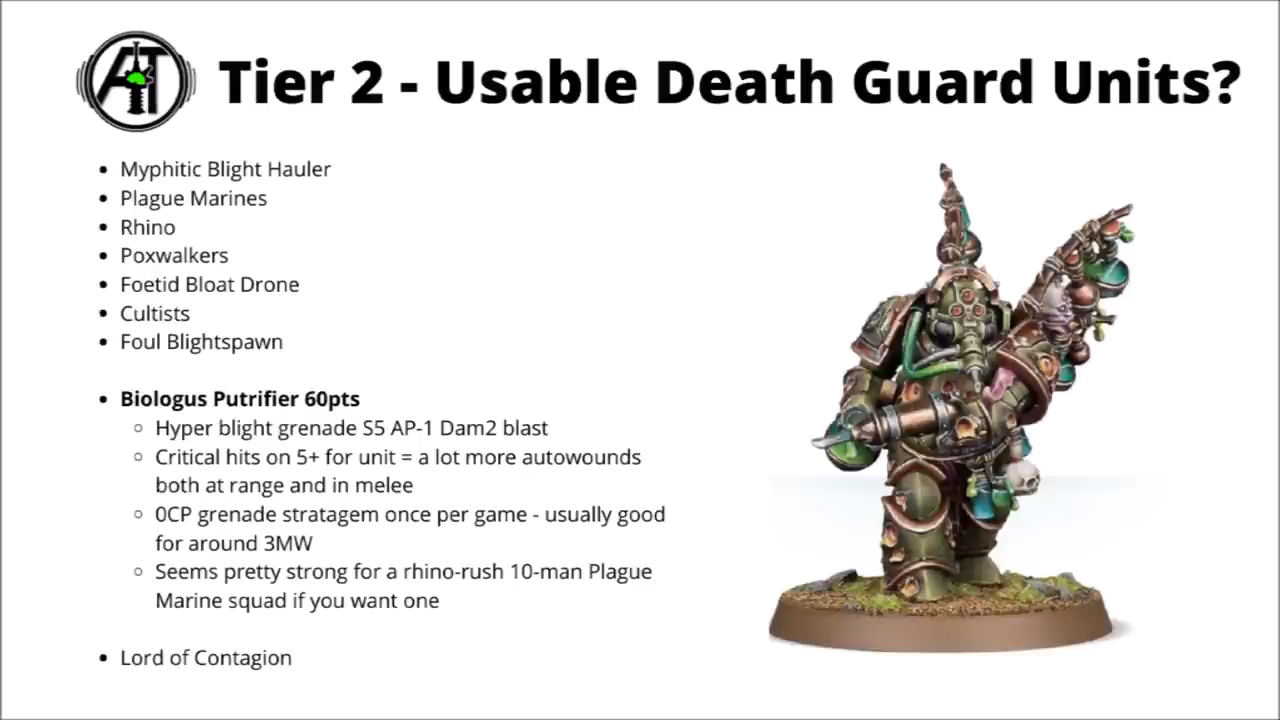 Tier 2 - Usable Death Guard Units?
• Myphitic Blight Hauler
• Plague Marines
• Rhino
• Poxwalkers
• Foetid Bloat Drone
• Cultists
• Foul Blightspawn
• Biologus Putrifier 60pts
○ Hyper blight grenade S5 AP-1 Dam2 blast
○ Critical hits on 5+ for unit = a lot more autowounds
both at range and in melee
○ 0CP grenade stratagem once per game - usually good
for around 3MW
○ Seems pretty strong for a rhino-rush 10-man Plague
Marine squad if you want one
• Lord of Contagion